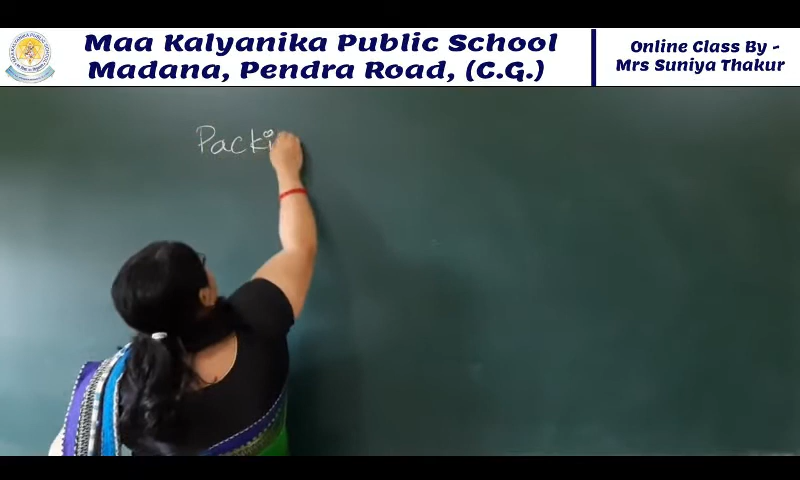 Maa Kalyanika Public School
Madana, Pendra Road, (C.G.)
Online Class By -
Mrs Suniya Thakur
Packi